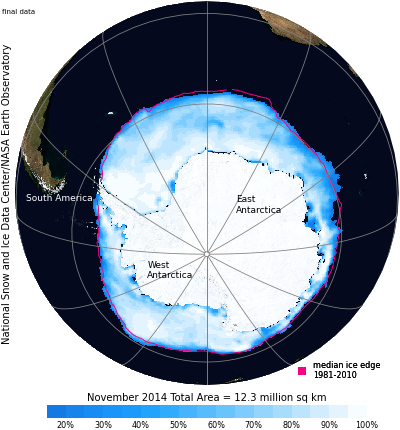 final data
National Snow and Ice Data Center/NASA Earth Observatory
South America
East
Antarctica
West
Antarctica
median ice edge
1981-2010
November 2014 Total Area = 12.3 million sq km
20% 30% 40% 50% 60% 70% 80% 90% 100%